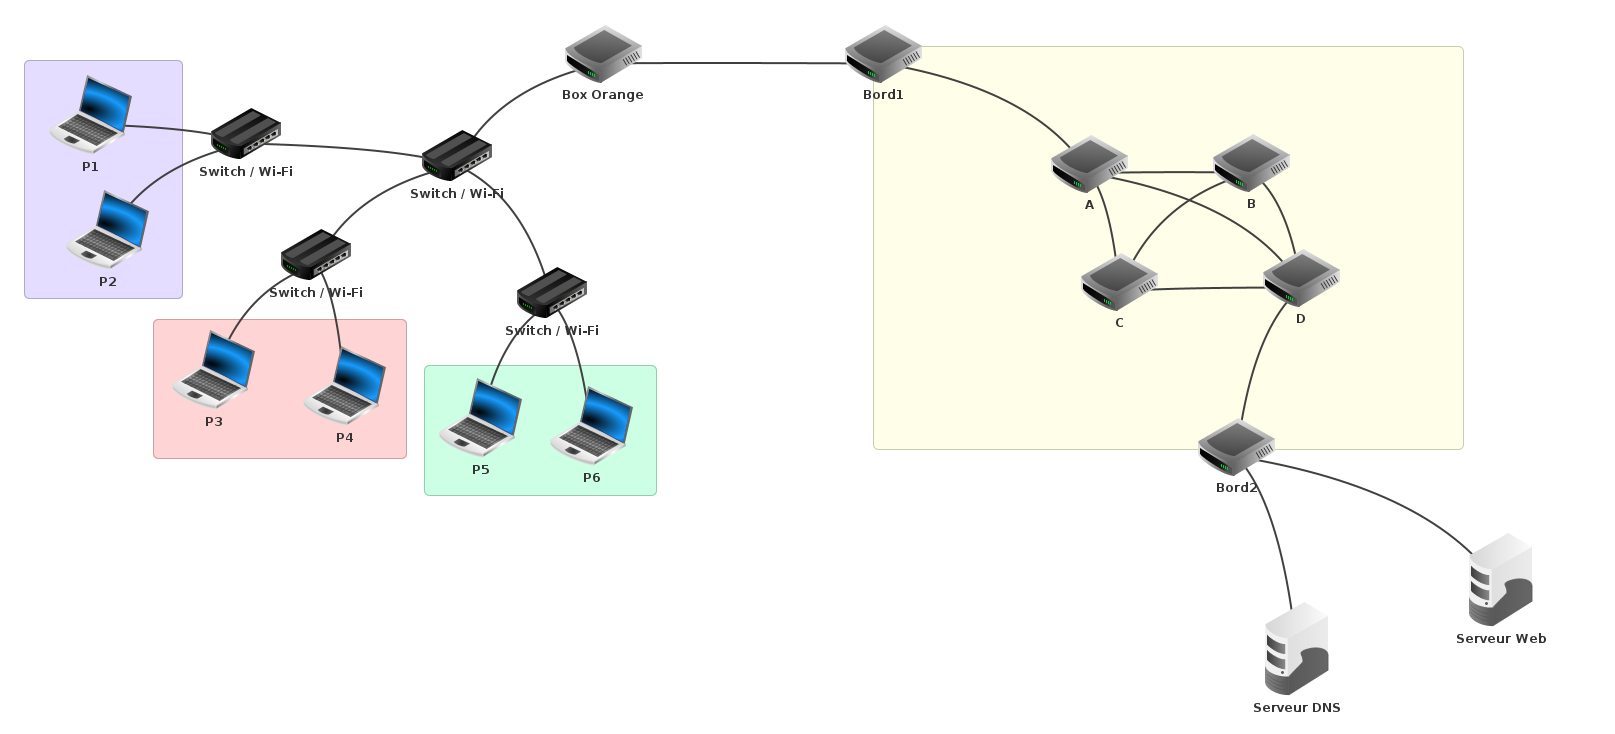 Box Orange
Bord1
P1
Switch / Wi-Fi
Switch / Wi-Fi
A
B
P2
Switch / Wi-Fi
Switch / Wi-Fi
C
D
P3
P4
P5
P6
Bord2
Serveur Web
Serveur DNS